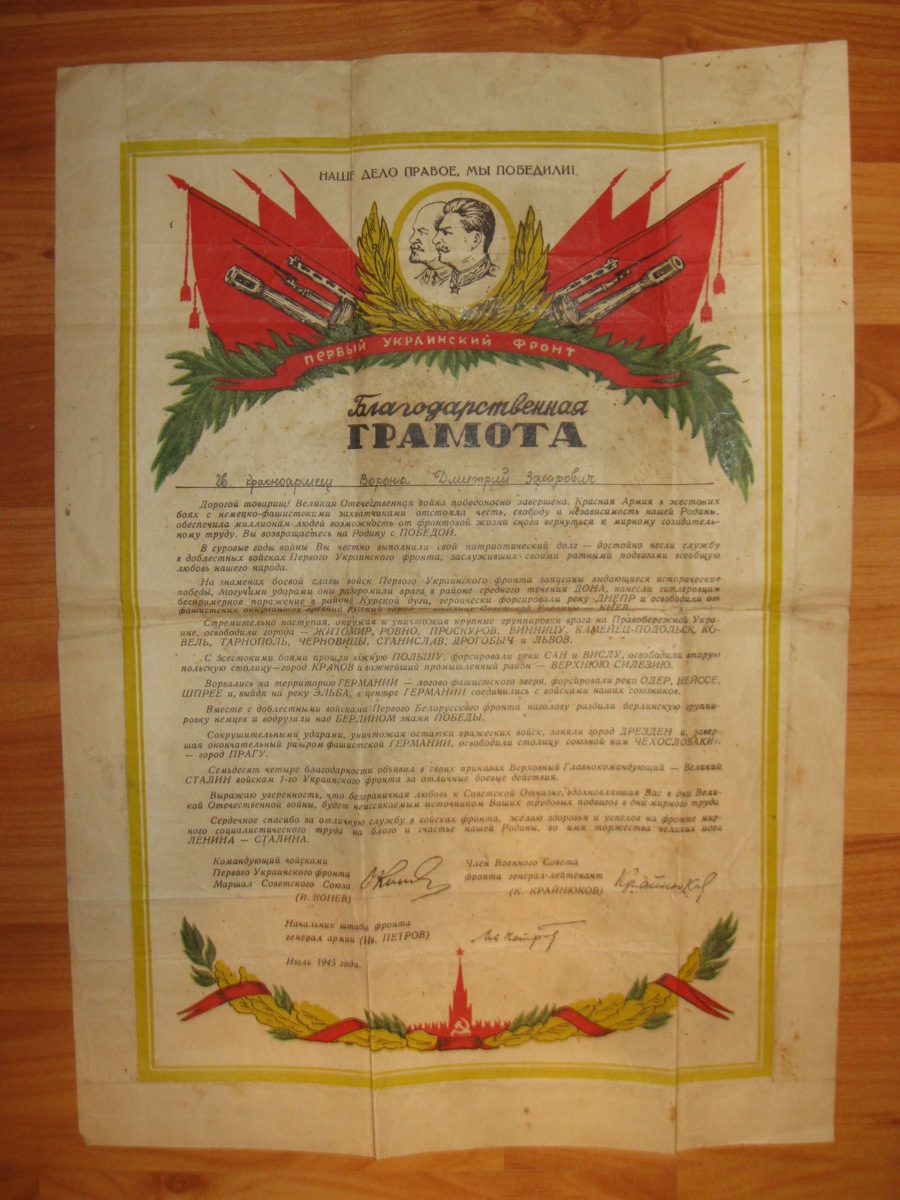 НАШЕ ДЕЛО ПРАВОЕ, МЫ ПОБЕДИЛИ!
ПЕРВЫЙ УКРАИНСКИЙ ФРОНТ
Благодарственная
ГРАМОТА
красноармеец Ворона Дмитрий Захарович
Дорогой товарищ! Великая Отечественная война победоносно завершена. Красная Армия в жестоких
боях с немецко-фашистскими захватчиками отстояла честь, свободу и независимость нашей Родины,
обеспечила миллионам людей возможность от фронтовой жизни снова вернуться к мирному созидатель-
ному труду. Вы возвращаетесь на Родину с ПОБЕДОЙ.
В суровые годы войны Вы честно выполнили свой патриотический долг — достойно несли службу
в доблестных войсках Первого Украинского фронта, заслуживших своими ратными подвигами всеобщую
любовь нашего народа.
На знаменах боевой славы войск Первого Украинского фронта записаны выдающиеся исторические
победы. Могучими ударами они разгромили врага в районе среднего течения ДОНА, нанесли гитлеровцам
беспримерное поражение в районе Курской дуги, героически форсировали реку ДНЕПР и освободили от
фашистских оккупантов древний русский город — столицу Советской Украины — КИЕВ.
Стремительно наступая, окружая и уничтожая крупные группировки врага на Правобережной Укра-
ине, освободили города — ЖИТОМИР, РОВНО, ПРОСКУРОВ, ВИННИЦУ, КАМЕНЕЦ-ПОДОЛЬСК, КО-
ВЕЛЬ, ТАРНОПОЛЬ, ЧЕРНОВИЦЫ, СТАНИСЛАВ, ДРОГОБЫЧ и ЛЬВОВ.
С жестокими боями прошли южную ПОЛЬШУ, форсировали реки САН и ВИСЛУ, освободили вторую
польскую столицу—город КРАКОВ и важнейший промышленный район — ВЕРХНЮЮ СИЛЕЗИЮ.
Ворвались на территорию ГЕРМАНИИ — логово фашистского зверя, форсировали реки ОДЕР, НЕЙССЕ,
ШПРЕЕ и, выйдя на реку ЭЛЬБА, в центре ГЕРМАНИИ соединились с войсками наших союзников.
Вместе с доблестными войсками Первого Белорусского фронта наголову разбили берлинскую группи-
ровку немцев и водрузили над БЕРЛИНОМ знамя ПОБЕДЫ.
Сокрушительными ударами, уничтожая остатки вражеских войск, заняли город ДРЕЗДЕН и, завер-
шая окончательный разгром фашистской ГЕРМАНИИ, освободили столицу союзной нам ЧЕХОСЛОВАКИИ
— город ПРАГУ.
Семьдесят четыре благодарности объявил в своих приказах Верховный Главнокомандующий — Великий
СТАЛИН войскам 1-го Украинского фронта за отличные боевые действия.
Выражаю уверенность, что безграничная любовь к Советской Отчизне, вдохновлявшая Вас в дни Вели-
кой Отечественной войны, будет неиссякаемым источником Ваших трудовых подвигов в дни мирного труда
Сердечное спасибо за отличную службу в войсках фронта, желаю здоровья и успехов на фронте мир-
ного социалистического труда на благо и счастье нашей Родины, во имя торжества великих идей
ЛЕНИНА — СТАЛИНА.
Командующий войсками
Первого Украинского фронта
Маршал Советского Союза
(И. КОНЕВ)
Член Военного Совета
фронта генерал-лейтенант
(К. КРАЙНЮКОВ)
Крайнюков
Начальник штаба фронта
генерал армии (Ив. ПЕТРОВ)
Ив Петров
Июль 1945 года.